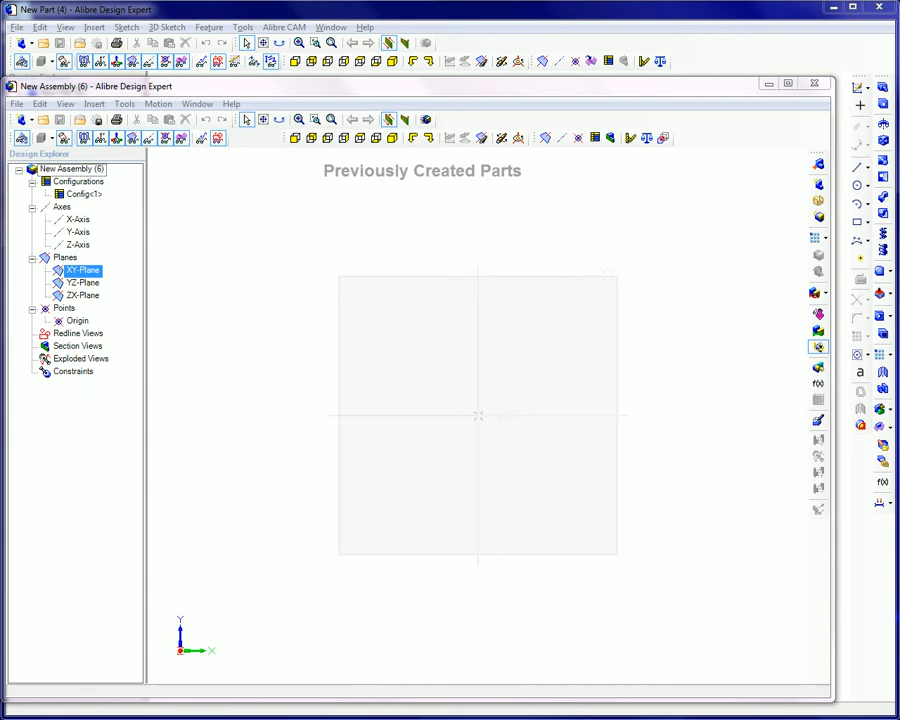 New Part (4) - Alibre Design Expert
File Edit View Insert Sketch 3D Sketch Feature Tools Alibre CAM Window Help
New Assembly (6) - Alibre Design Expert
File Edit View Insert Tools Motion Window Help
Design Explorer
New Assembly (6)
Configurations
Config<1>
Axes
X-Axis
Y-Axis
Z-Axis
Planes
XY-Plane
YZ-Plane
ZX-Plane
Points
Origin
Redline Views
Section Views
Exploded Views
Constraints
Previously Created Parts
Y
X
f(x)
a
f(x)